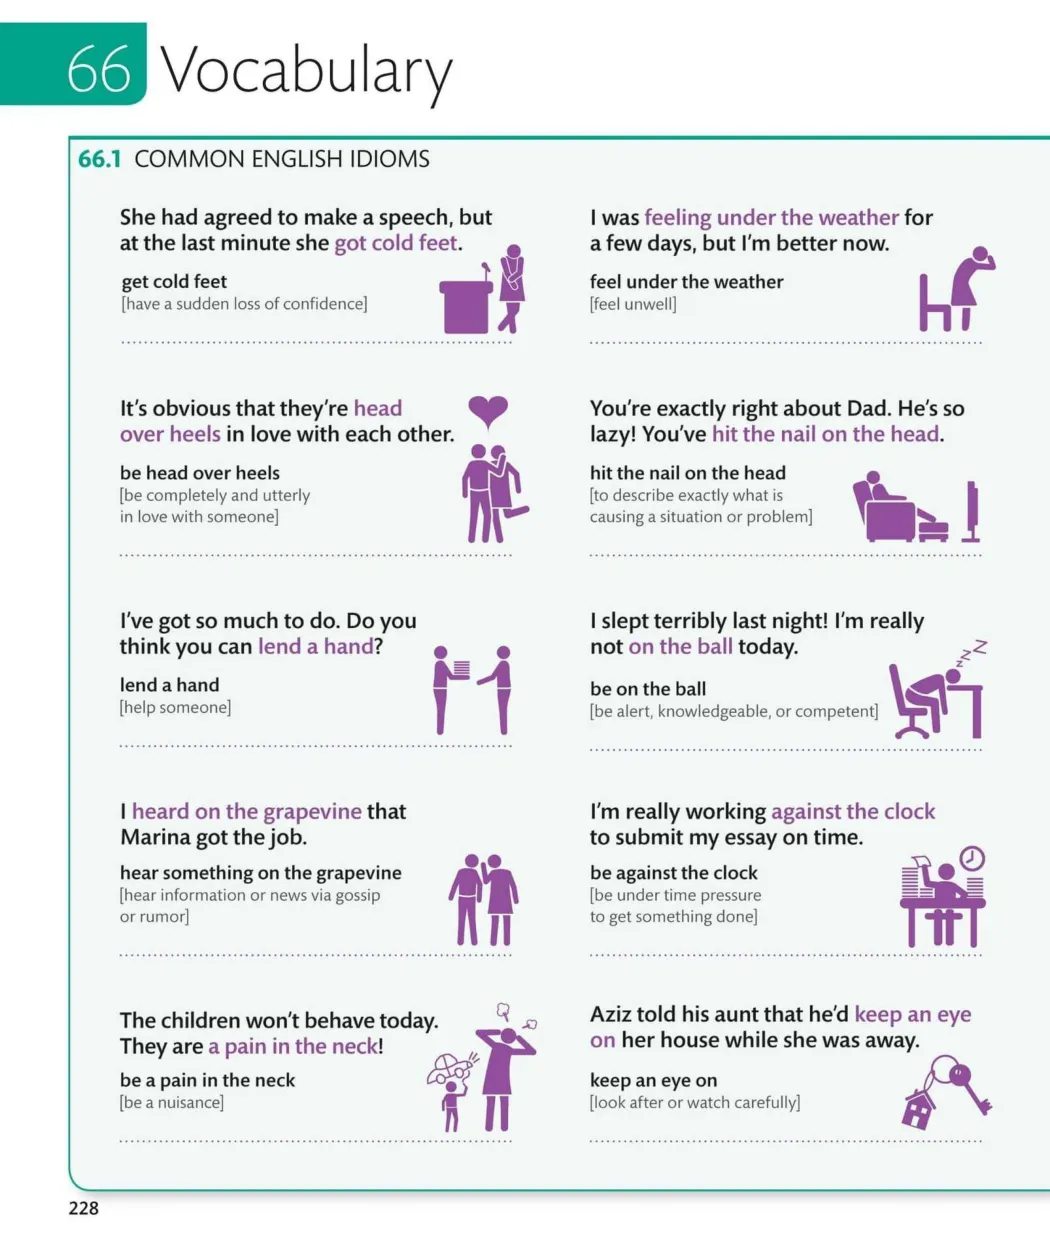 66 Vocabulary
66.1 COMMON ENGLISH IDIOMS
She had agreed to make a speech, but
at the last minute she got cold feet.
get cold feet
[have a sudden loss of confidence]
I was feeling under the weather for
a few days, but I'm better now.
feel under the weather
[feel unwell]
It's obvious that they're head
over heels in love with each other.
be head over heels
[be completely and utterly
in love with someone]
You're exactly right about Dad. He's so
lazy! You've hit the nail on the head.
hit the nail on the head
[to describe exactly what is
causing a situation or problem]
I've got so much to do. Do you
think you can lend a hand?
lend a hand
[help someone]
I slept terribly last night! I'm really
not on the ball today.
be on the ball
[be alert, knowledgeable, or competent]
z z Z
I heard on the grapevine that
Marina got the job.
hear something on the grapevine
[hear information or news via gossip
or rumor]
I'm really working against the clock
to submit my essay on time.
be against the clock
[be under time pressure
to get something done]
The children won't behave today.
They are a pain in the neck!
be a pain in the neck
[be a nuisance]
Aziz told his aunt that he'd keep an eye
on her house while she was away.
keep an eye on
[look after or watch carefully]
228